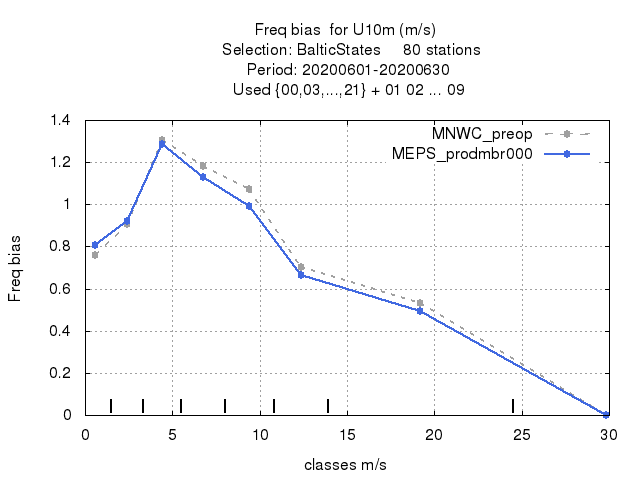 Freq bias  for U10m (m/s)
Selection: BalticStates     80 stations
Period: 20200601-20200630
Used {00,03,...,21} + 01 02 ... 09
MNWC_preop
MEPS_prodmbr000
Freq bias
1.4
1.2
1
0.8
0.6
0.4
0.2
0
0 5 10 15 20 25 30
classes m/s